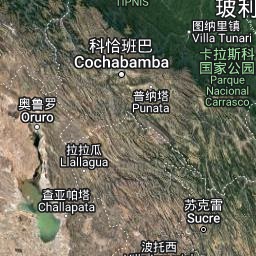 TIPNIS
玻利
图纳里镇
Villa Tunari
科恰班巴
Cochabamba
卡拉斯科
国家公园
Parque
Nacional
Carrasco
奥鲁罗
Oruro
普纳塔
Punata
拉拉瓜
Llallagua
查亚帕塔
Challapata
苏克雷
Sucre
波托西